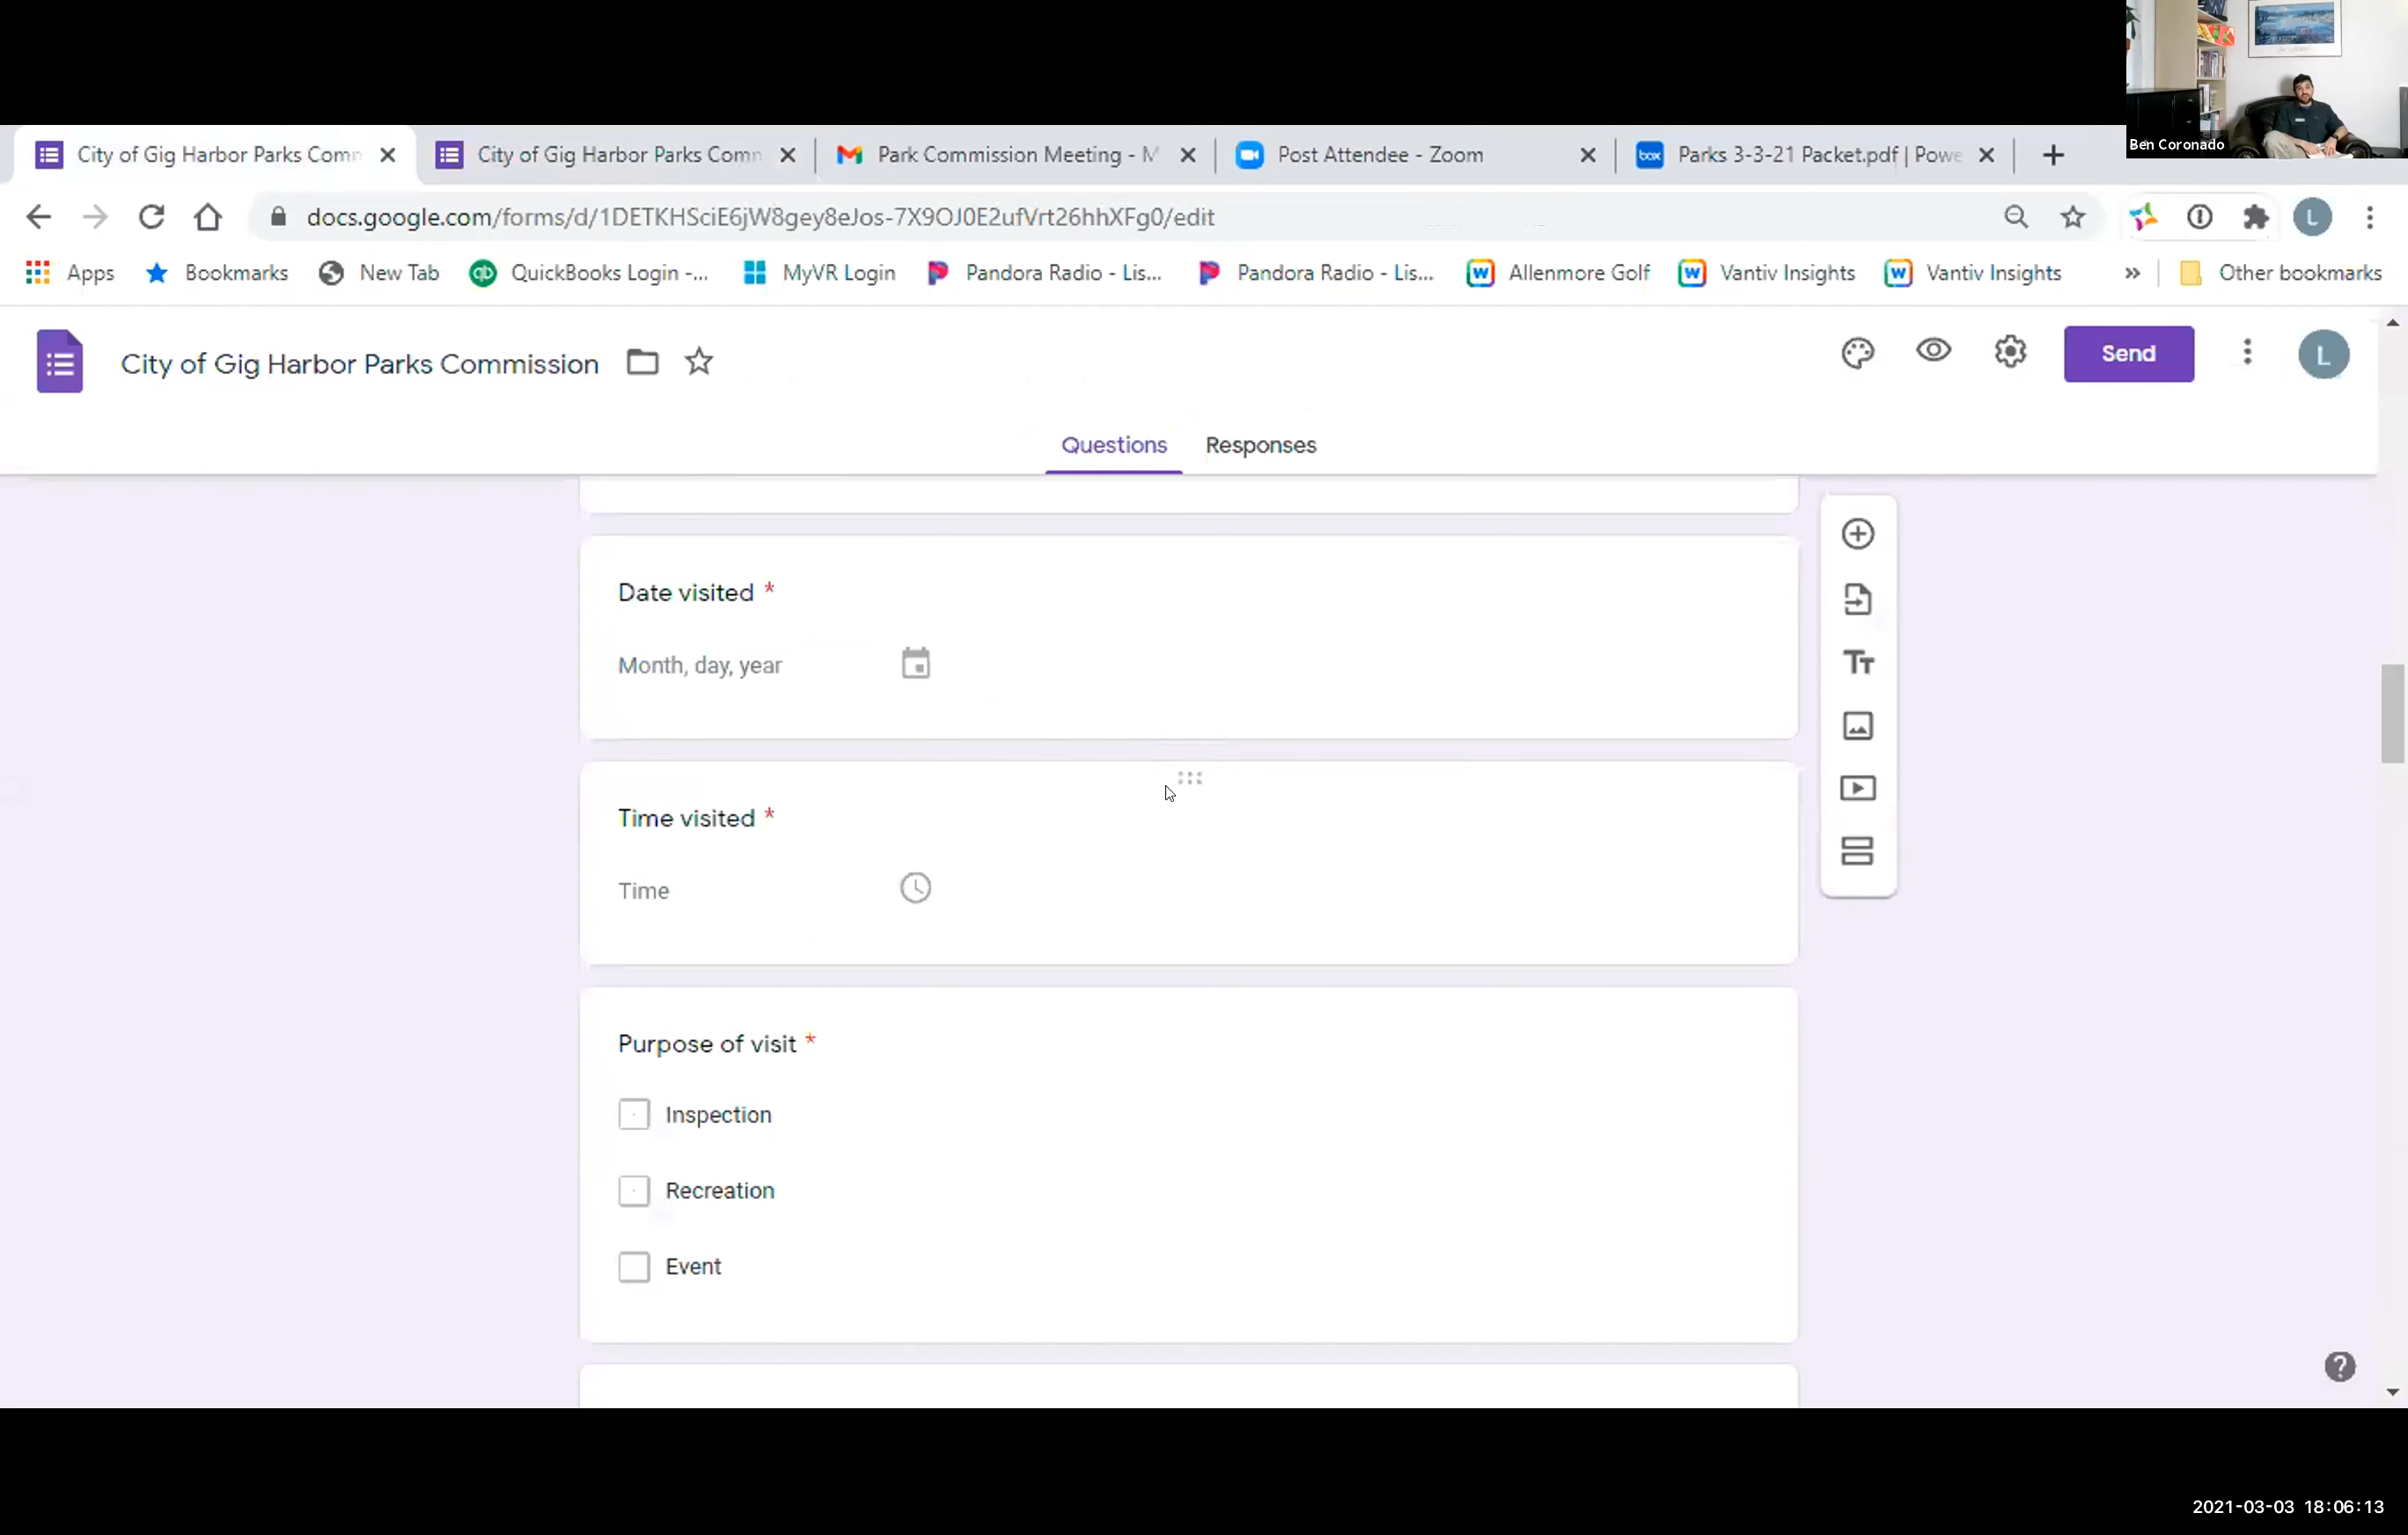 Ben Coronado
City of Gig Harbor Parks Com
City of Gig Harbor Parks Comm
Park Commission Meeting - M
Post Attendee - Zoom
box
Parks 3-3-21 Packet.pdf | Powe
docs.google.com/forms/d/1DETKHSciE6jW8gey8eJos-7X9OJ0E2ufVrt26hhXFg0/edit
L
Apps
Bookmarks
New Tab
qb
QuickBooks Login -...
MyVR Login
Pandora Radio - Lis...
Pandora Radio - Lis...
W
Allenmore Golf
W
Vantiv Insights
W
Vantiv Insights
»
Other bookmarks
City of Gig Harbor Parks Commission
Send
L
Questions
Responses
Date visited *
Month, day, year
Time visited *
Time
Purpose of visit *
Inspection
Recreation
Event
Tt
?
2021-03-03 18:06:13